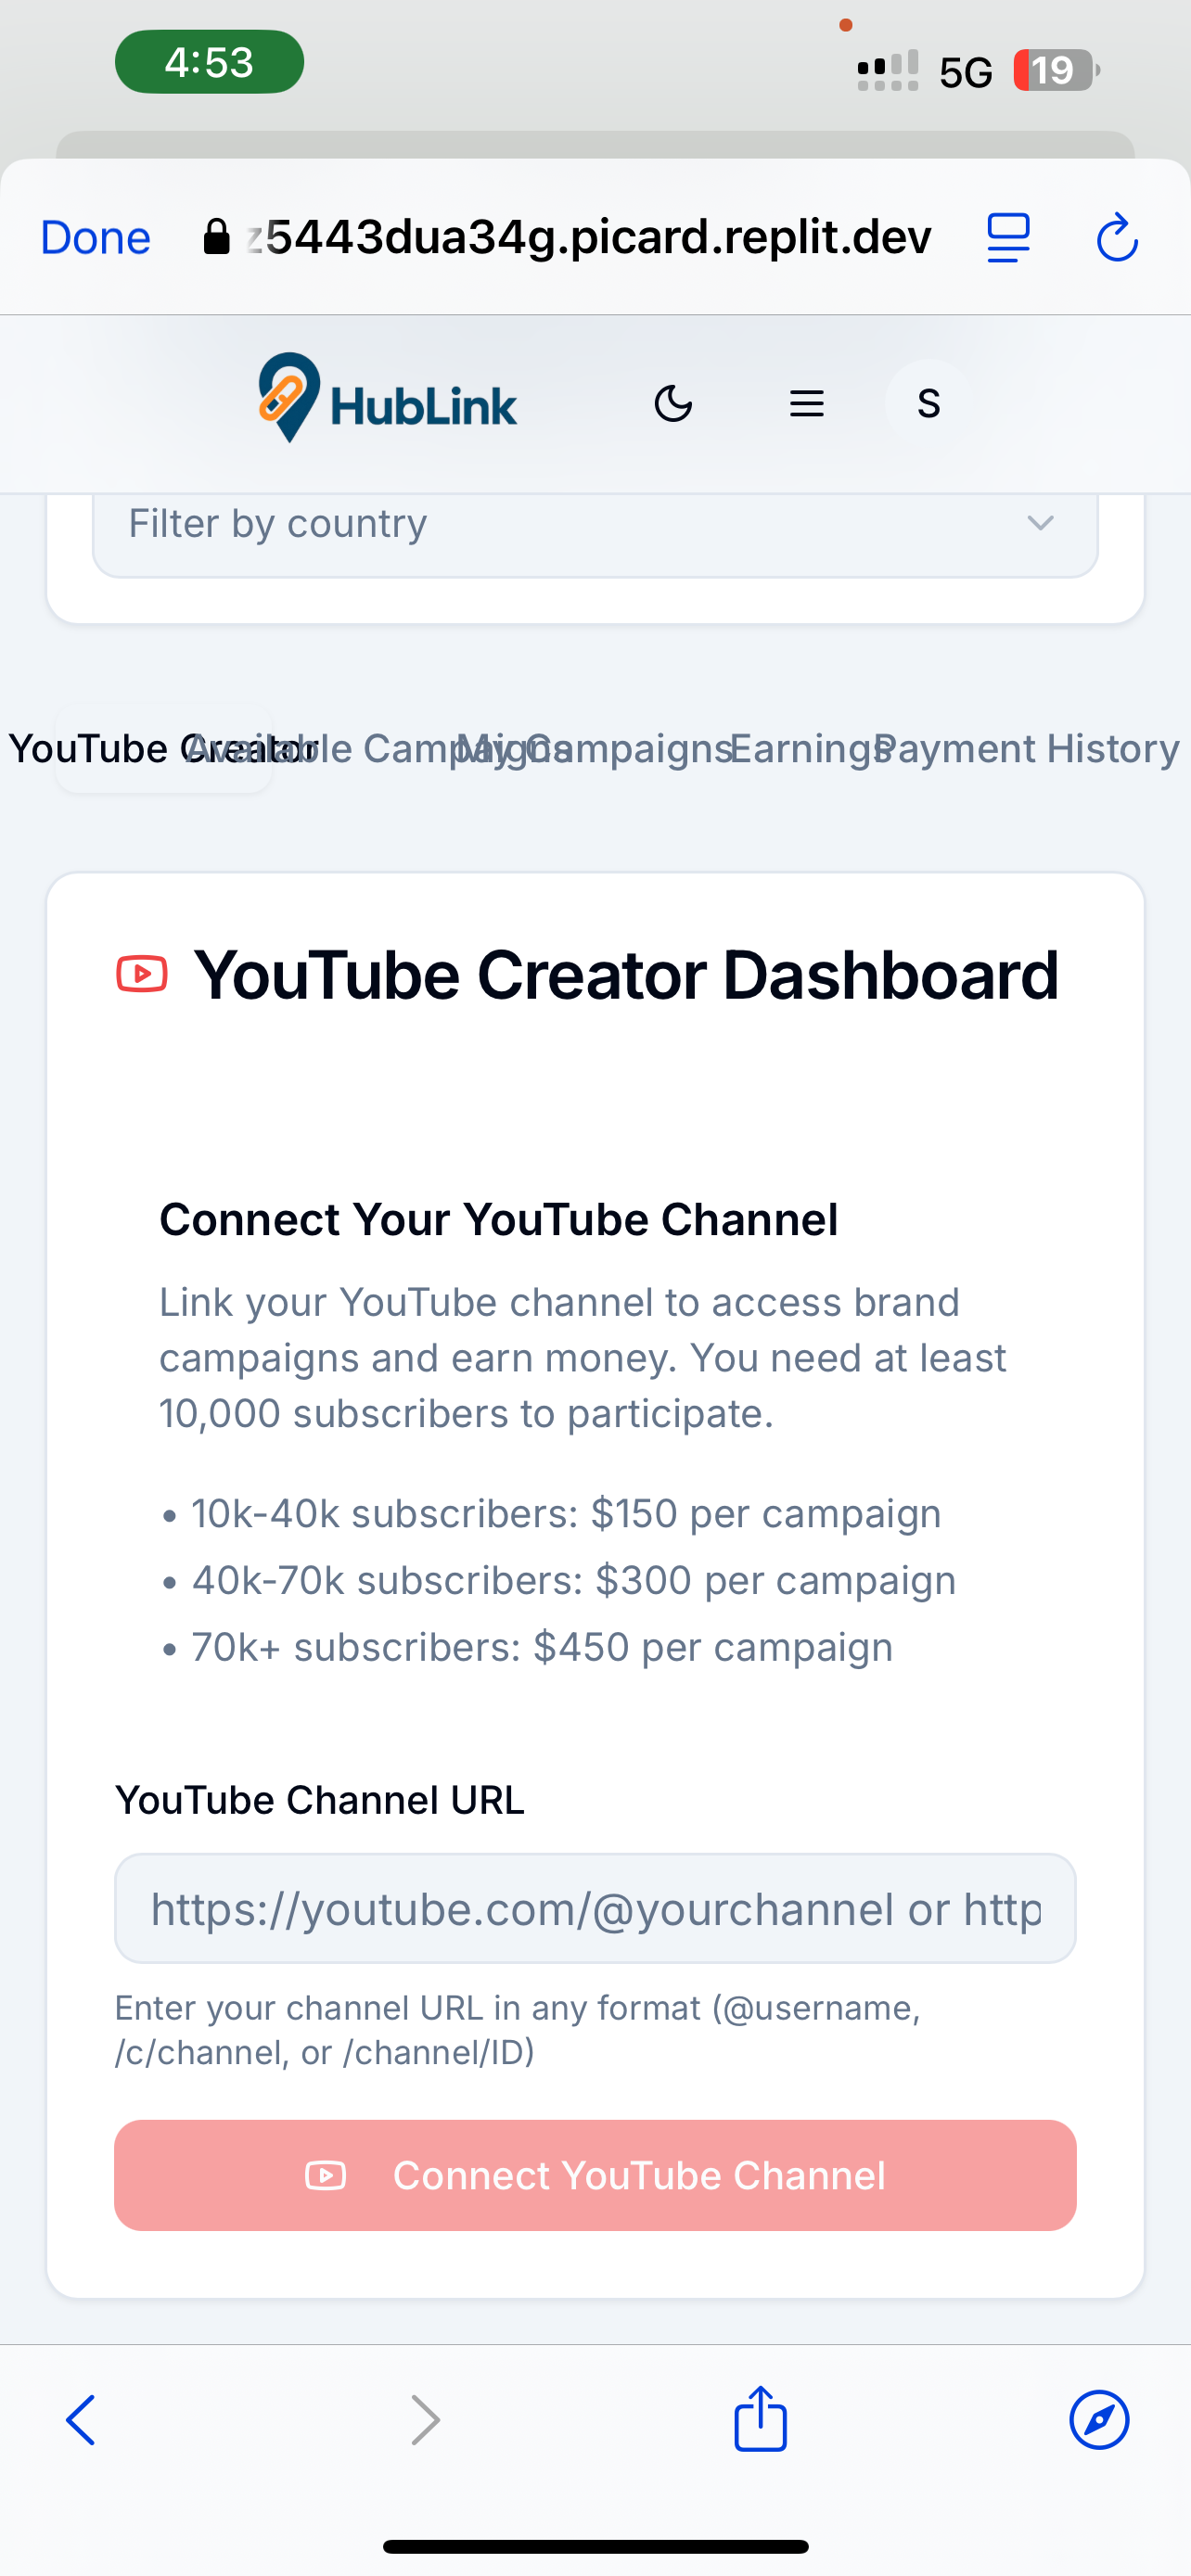 4:53
5G 19
Done z5443dua34g.picard.replit.dev
HubLink S
Filter by country
YouTube Creator Available Campaigns My Campaigns Earnings Payment History
YouTube Creator Dashboard
Connect Your YouTube Channel
Link your YouTube channel to access brand
campaigns and earn money. You need at least
10,000 subscribers to participate.
• 10k-40k subscribers: $150 per campaign
• 40k-70k subscribers: $300 per campaign
• 70k+ subscribers: $450 per campaign
YouTube Channel URL
https://youtube.com/@yourchannel or http
Enter your channel URL in any format (@username,
/c/channel, or /channel/ID)
Connect YouTube Channel